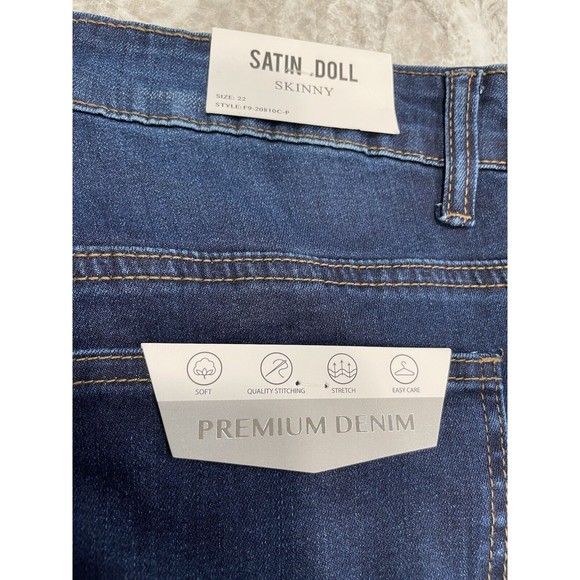 SATIN DOLL
SKINNY
SIZE: 22
STYLE: F9-20810C-P
SOFT
QUALITY STITCHING
STRETCH
EASY CARE
PREMIUM DENIM